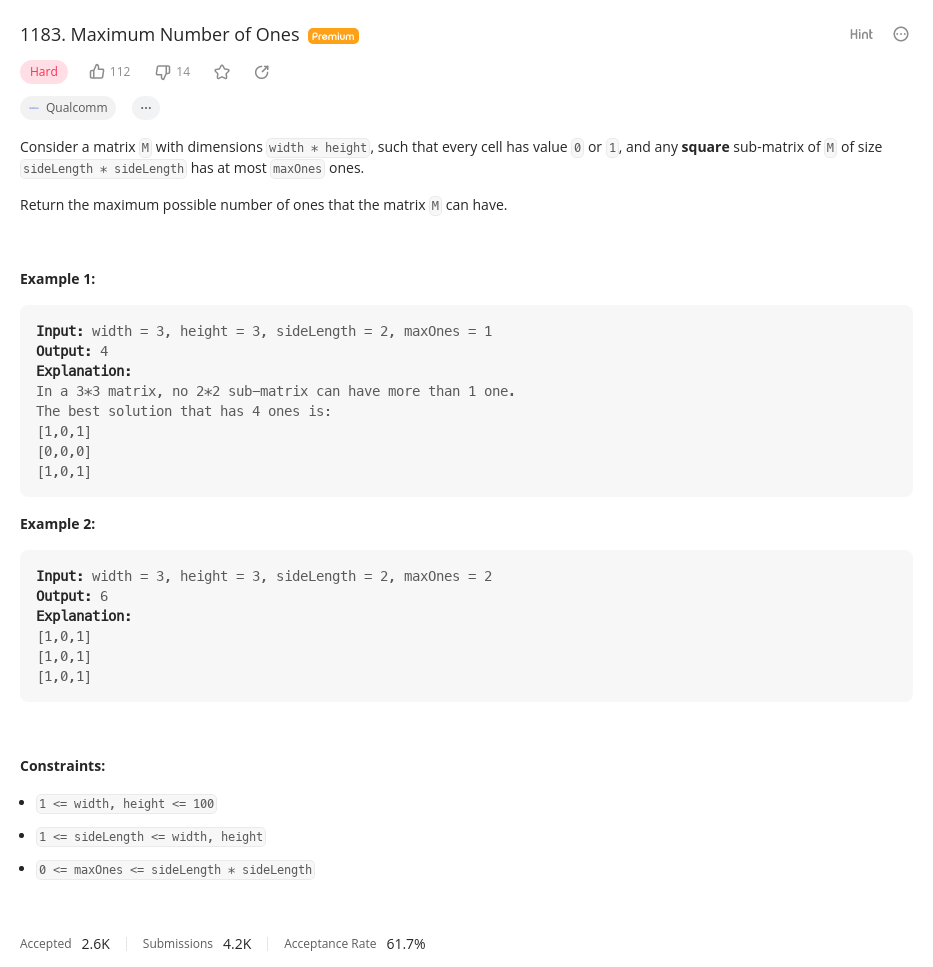 1183. Maximum Number of Ones Premium Hint
Hard 112 14
Qualcomm ...
Consider a matrix M with dimensions width * height, such that every cell has value 0 or 1, and any square sub-matrix of M of size
sideLength * sideLength has at most maxOnes ones.
Return the maximum possible number of ones that the matrix M can have.
Example 1:
Input: width = 3, height = 3, sideLength = 2, maxOnes = 1
Output: 4
Explanation:
In a 3*3 matrix, no 2*2 sub-matrix can have more than 1 one.
The best solution that has 4 ones is:
[1,0,1]
[0,0,0]
[1,0,1]
Example 2:
Input: width = 3, height = 3, sideLength = 2, maxOnes = 2
Output: 6
Explanation:
[1,0,1]
[1,0,1]
[1,0,1]
Constraints:
• 1 <= width, height <= 100
• 1 <= sideLength <= width, height
• 0 <= maxOnes <= sideLength * sideLength
Accepted 2.6K Submissions 4.2K Acceptance Rate 61.7%